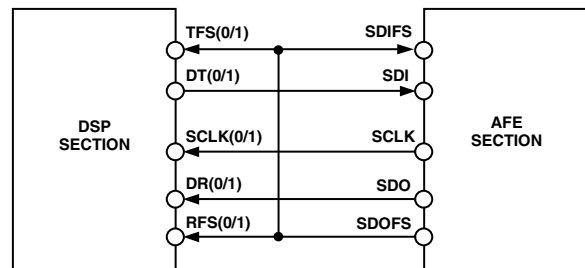 TFS(0/1) SDIFS
DT(0/1) SDI
DSP
SECTION
AFE
SECTION
SCLK(0/1) SCLK
DR(0/1) SDO
RFS(0/1) SDOFS